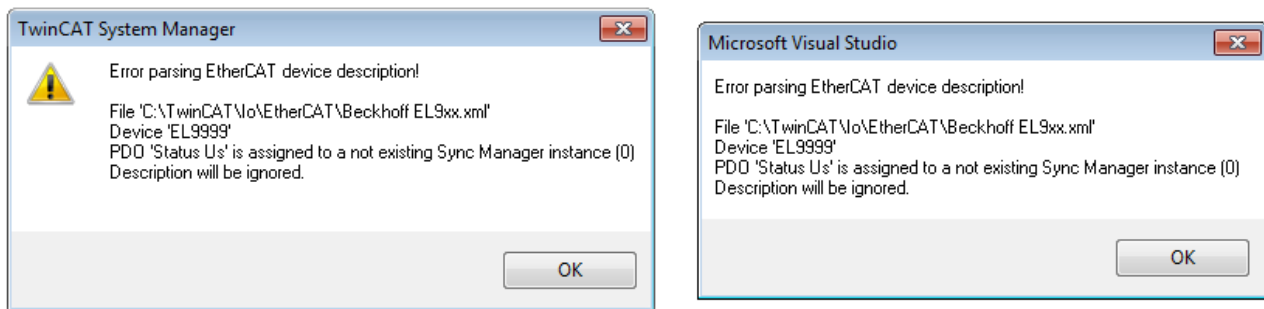 TwinCAT System Manager
Error parsing EtherCAT device description!
File 'C:\TwinCAT\Io\EtherCAT\Beckhoff EL9xx.xml'
Device 'EL9999'
PDO 'Status Us' is assigned to a not existing Sync Manager instance (0)
Description will be ignored.
OK
Microsoft Visual Studio
Error parsing EtherCAT device description!
File 'C:\TwinCAT\Io\EtherCAT\Beckhoff EL9xx.xml'
Device 'EL9999'
PDO 'Status Us' is assigned to a not existing Sync Manager instance (0)
Description will be ignored.
OK